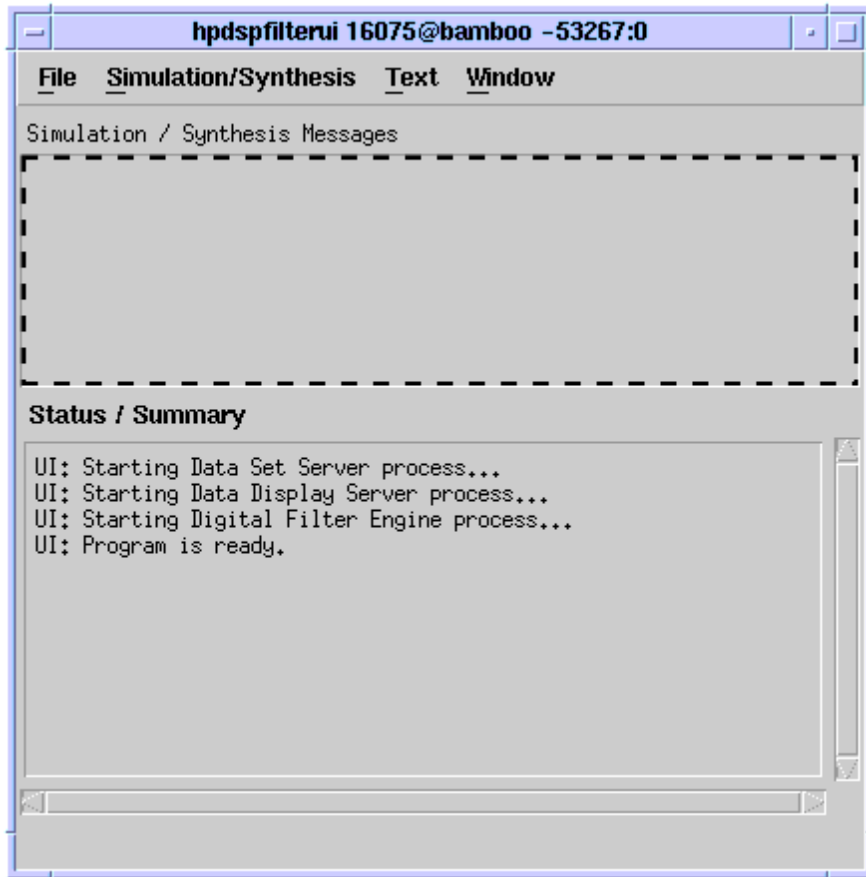 hpdspfilterui 16075@bamboo -53267:0
File Simulation/Synthesis Text Window
Simulation / Synthesis Messages
Status / Summary
UI: Starting Data Set Server process...
UI: Starting Data Display Server process...
UI: Starting Digital Filter Engine process...
UI: Program is ready.